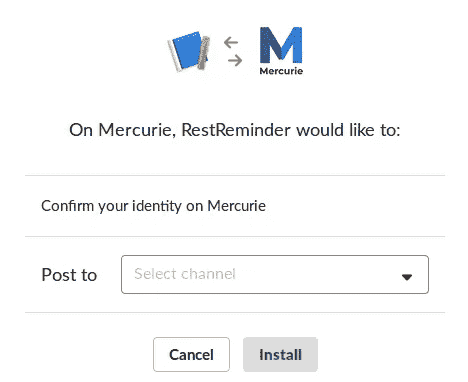 M
Mercurie
On Mercurie, RestReminder would like to:
Confirm your identity on Mercurie
Post to Select channel
Cancel Install